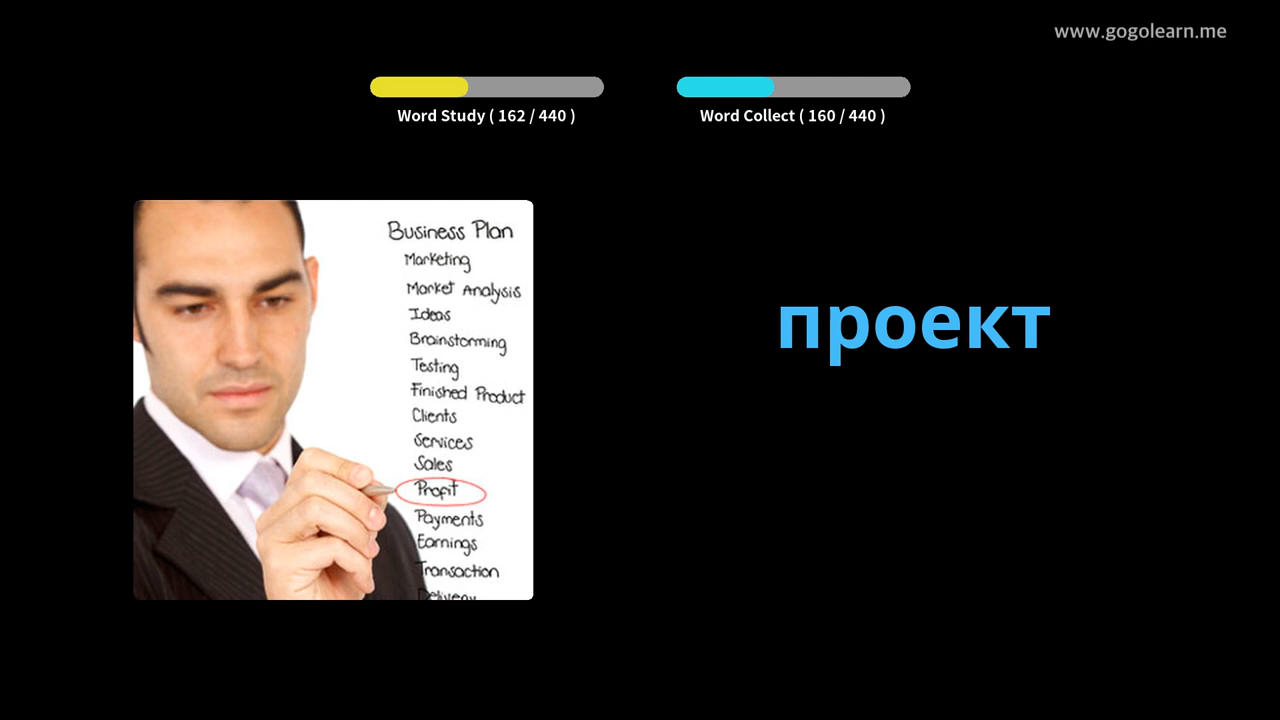 www.gogolearn.me
Word Study ( 162 / 440 )
Word Collect ( 160 / 440 )
Business Plan
Marketing
Market Analysis
Ideas
Brainstorming
Testing
Finished Product
Clients
Services
Sales
Profit
Payments
Earnings
Transaction
Delivery
проект